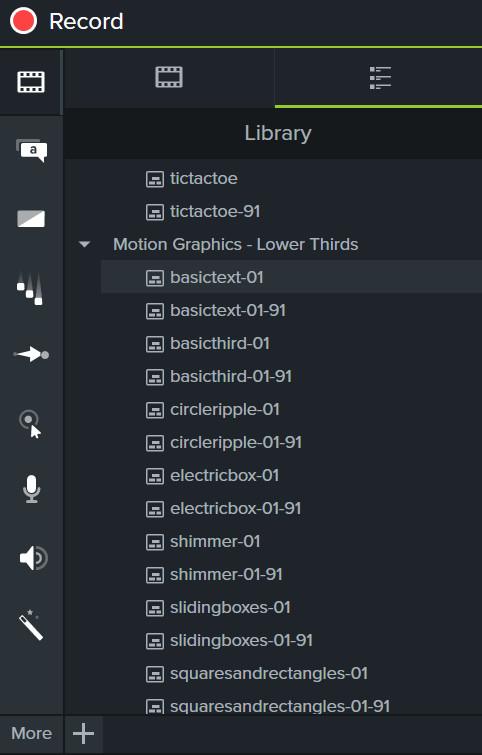 Record
a
Library
tictactoe
tictactoe-91
Motion Graphics - Lower Thirds
basictext-01
basictext-01-91
basicthird-01
basicthird-01-91
circleripple-01
circleripple-01-91
electricbox-01
electricbox-01-91
shimmer-01
shimmer-01-91
slidingboxes-01
slidingboxes-01-91
squaresandrectangles-01
squaresandrectangles-01-91
More